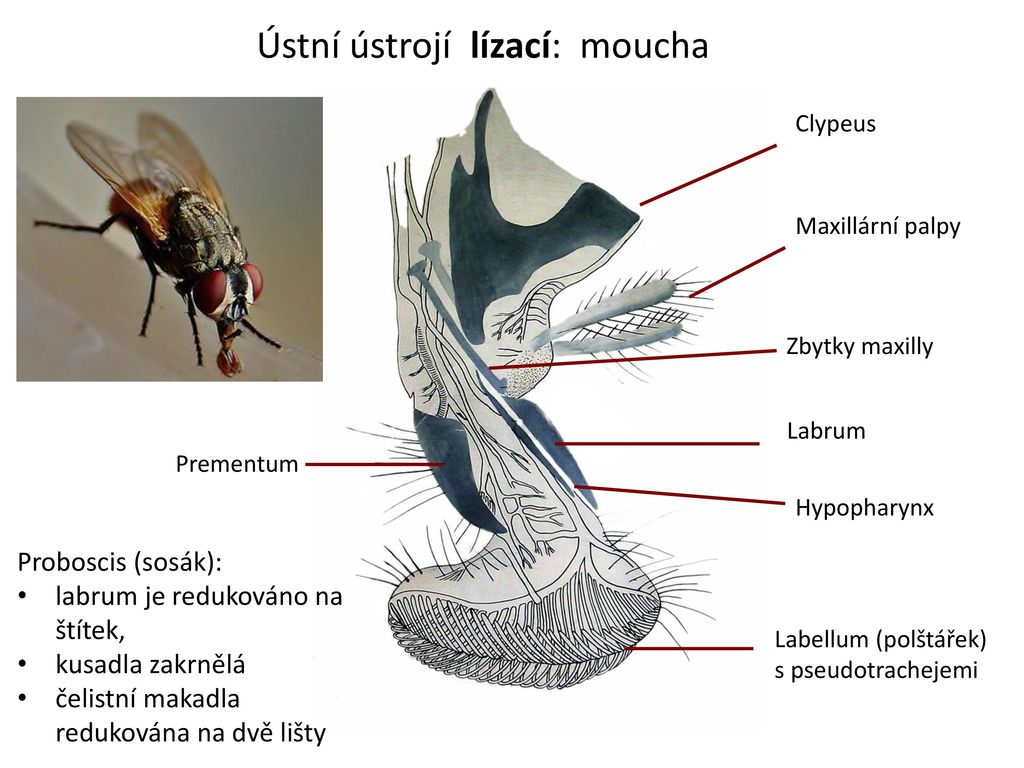 Ústní ústrojí lízací: moucha
Clypeus
Maxillární palpy
Zbytky maxilly
Labrum
Prementum
Hypopharynx
Proboscis (sosák):
• labrum je redukováno na
štítek,
• kusadla zakrnělá
• čelistní makadla
redukována na dvě lišty
Labellum (polštářek)
s pseudotrachejemi